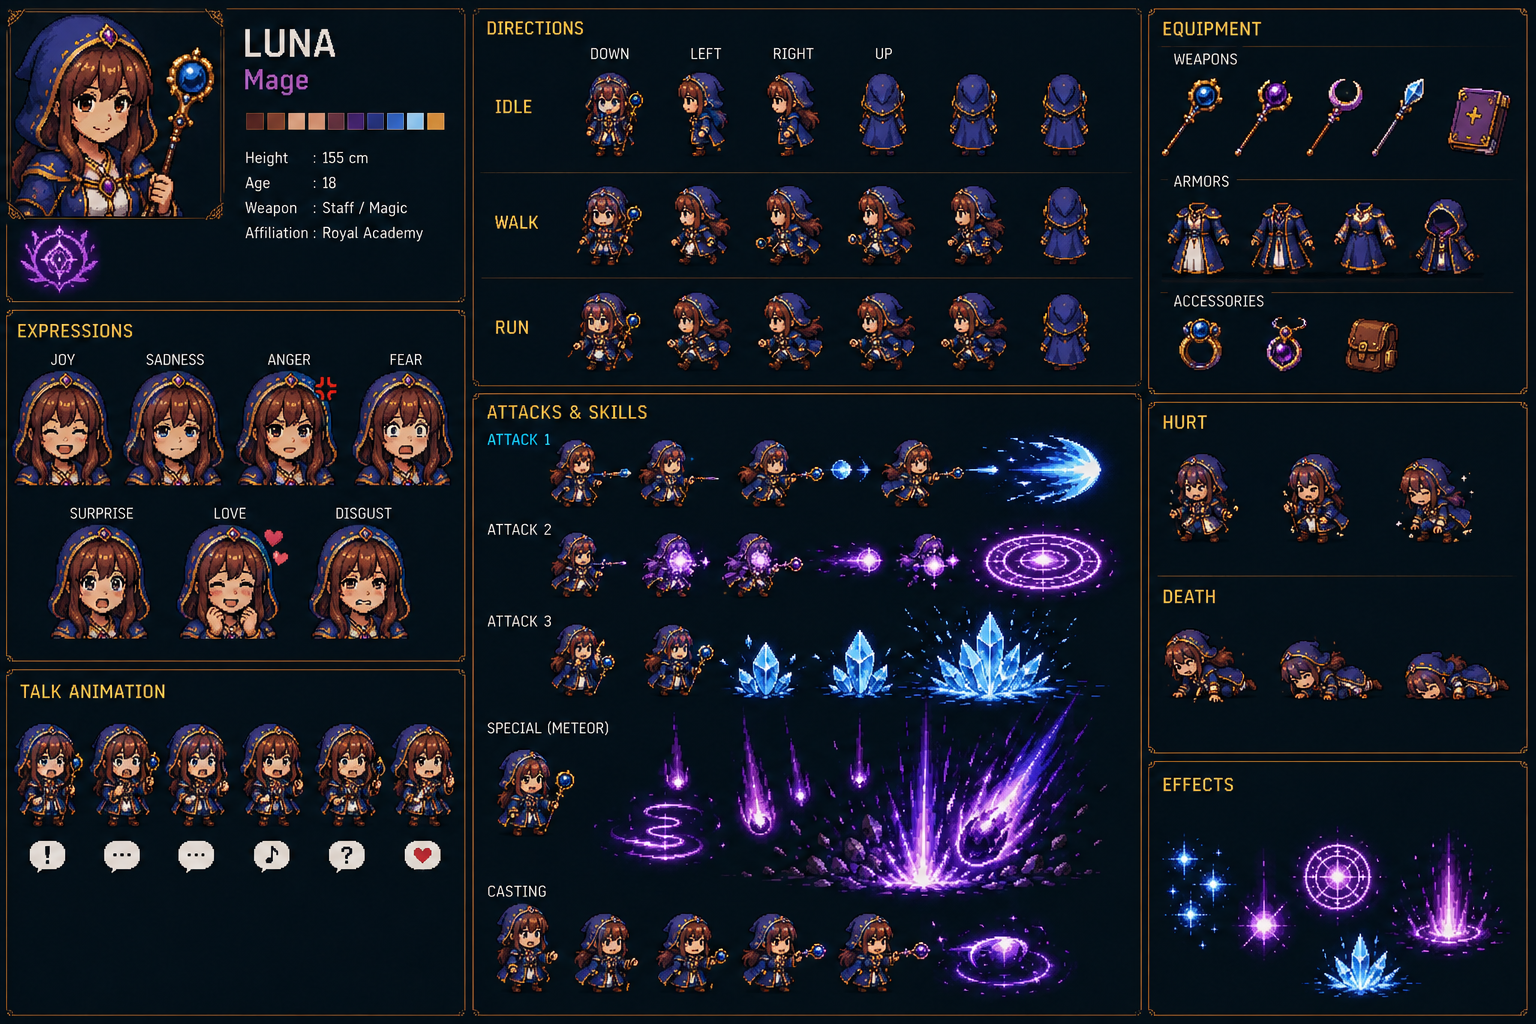 LUNA
Mage
Height : 155 cm
Age : 18
Weapon : Staff / Magic
Affiliation : Royal Academy
EXPRESSIONS
JOY SADNESS ANGER FEAR
SURPRISE LOVE DISGUST
TALK ANIMATION
! ... ... ♪ ? ♥
DIRECTIONS
DOWN LEFT RIGHT UP
IDLE
WALK
RUN
ATTACKS & SKILLS
ATTACK 1
ATTACK 2
ATTACK 3
SPECIAL (METEOR)
CASTING
EQUIPMENT
WEAPONS
ARMORS
ACCESSORIES
HURT
DEATH
EFFECTS